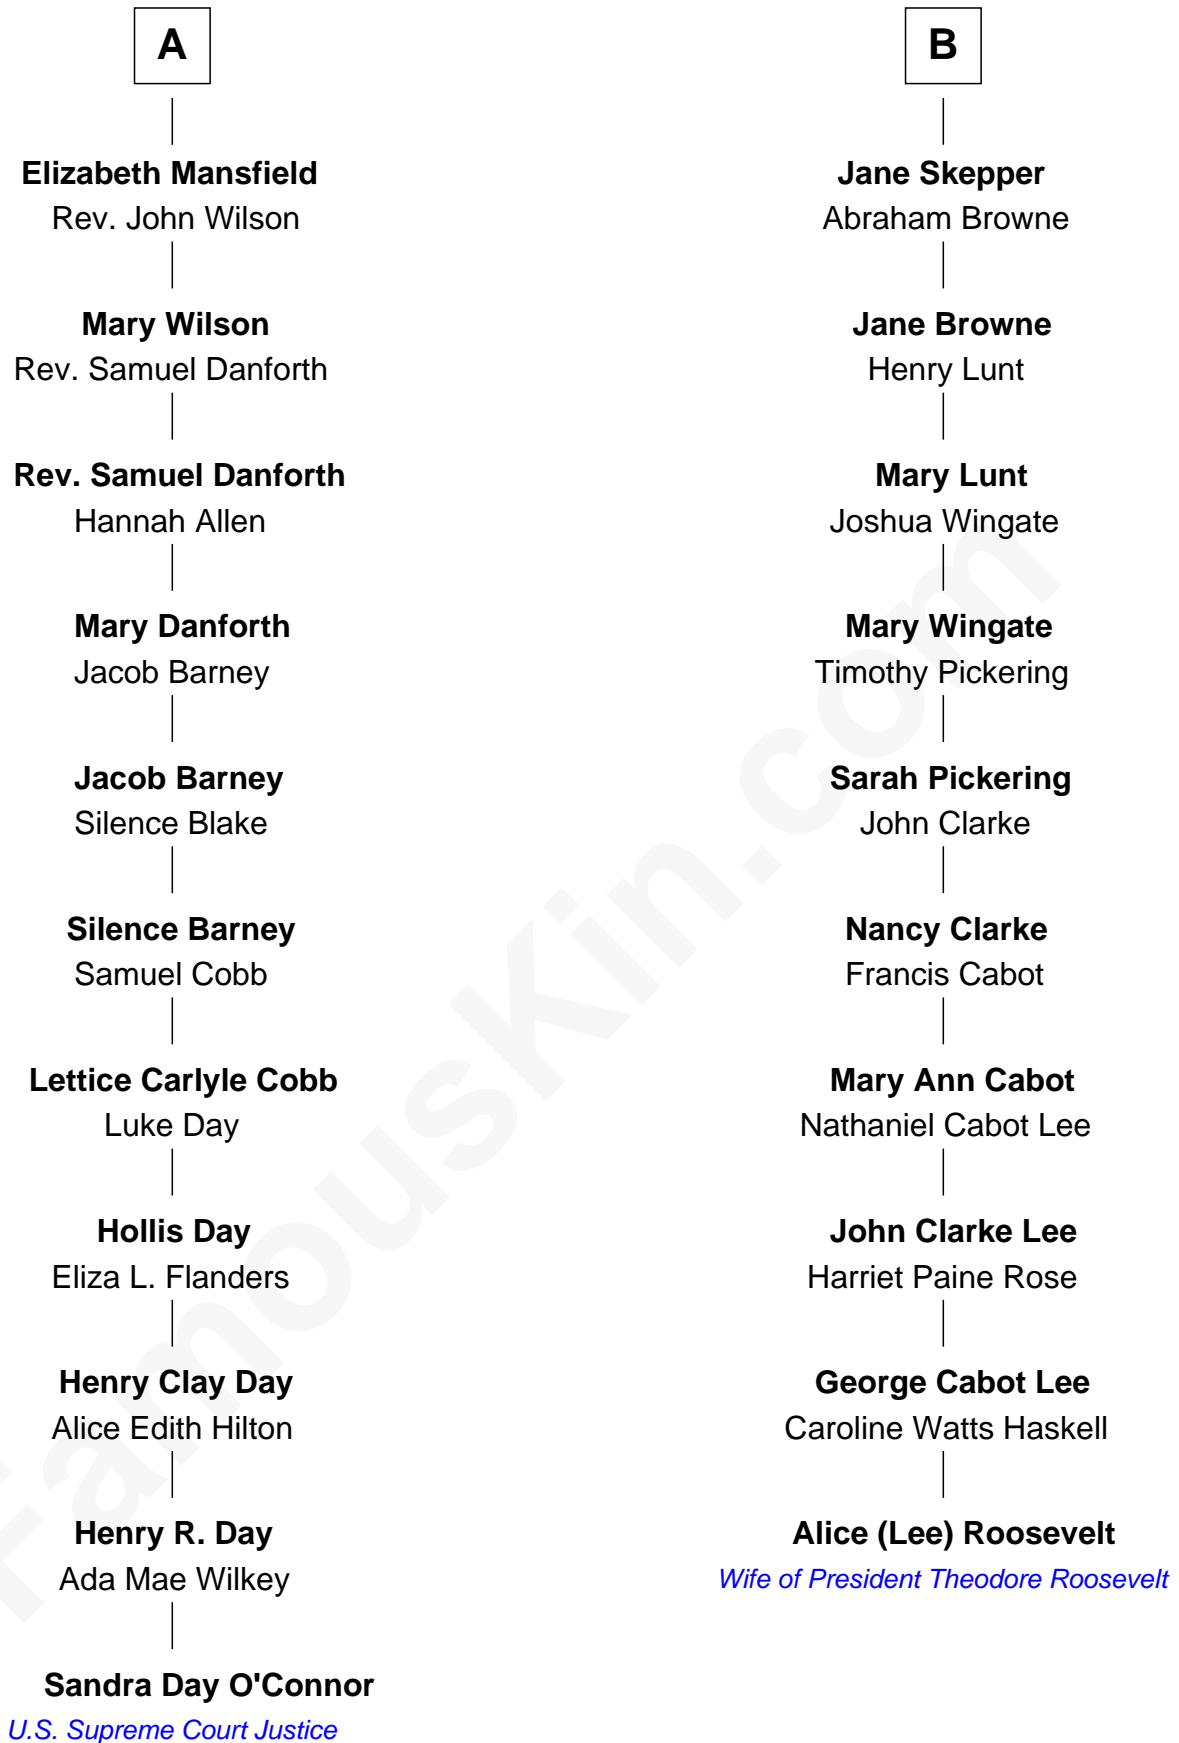 A
Elizabeth Mansfield
Rev. John Wilson
Mary Wilson
Rev. Samuel Danforth
Rev. Samuel Danforth
Hannah Allen
Mary Danforth
Jacob Barney
Jacob Barney
Silence Blake
Silence Barney
Samuel Cobb
Lettice Carlyle Cobb
Luke Day
Hollis Day
Eliza L. Flanders
Henry Clay Day
Alice Edith Hilton
Henry R. Day
Ada Mae Wilkey
Sandra Day O'Connor
U.S. Supreme Court Justice
B
Jane Skepper
Abraham Browne
Jane Browne
Henry Lunt
Mary Lunt
Joshua Wingate
Mary Wingate
Timothy Pickering
Sarah Pickering
John Clarke
Nancy Clarke
Francis Cabot
Mary Ann Cabot
Nathaniel Cabot Lee
John Clarke Lee
Harriet Paine Rose
George Cabot Lee
Caroline Watts Haskell
Alice (Lee) Roosevelt
Wife of President Theodore Roosevelt
FamousKin.com